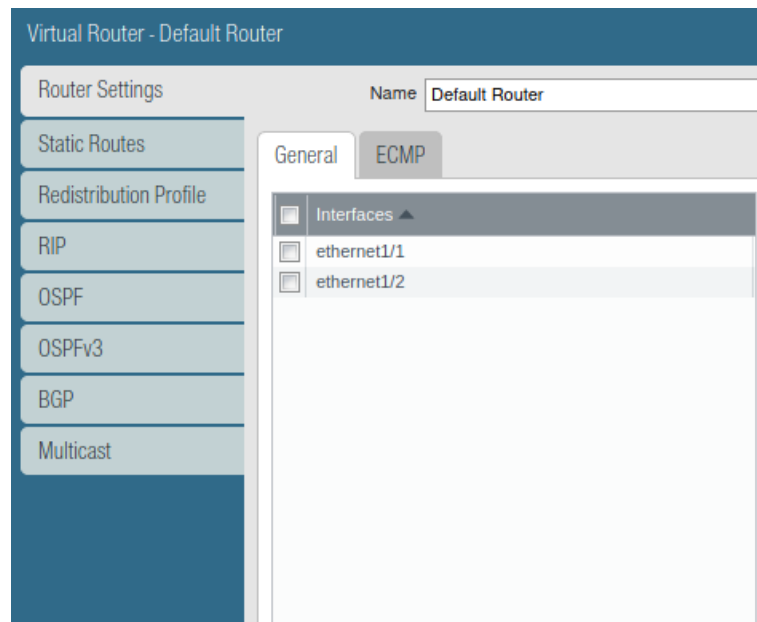 Virtual Router - Default Router
Router Settings
Name Default Router
Static Routes
General ECMP
Redistribution Profile
Interfaces
RIP
ethernet1/1
ethernet1/2
OSPF
OSPFv3
BGP
Multicast